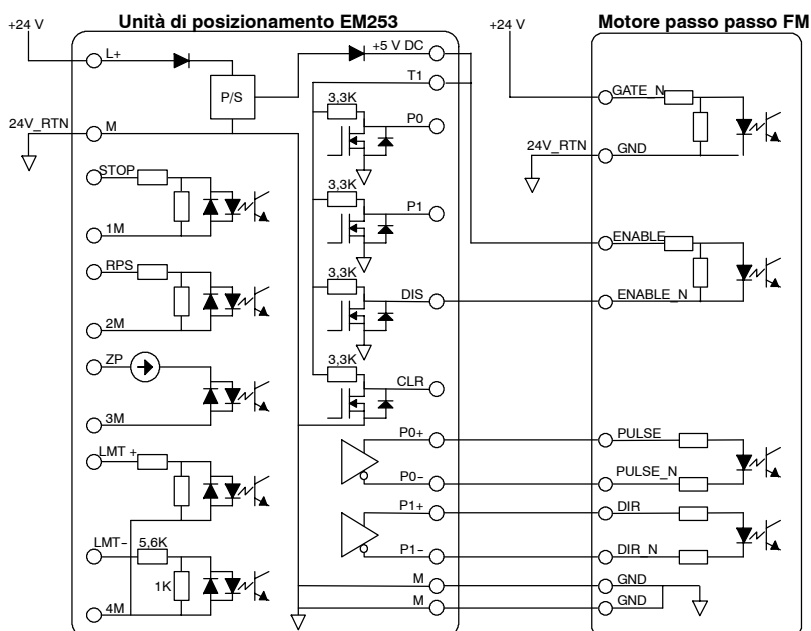 Unità di posizionamento EM253
Motore passo passo FM
+24 V
L+
P/S
24V_RTN
M
STOP
1M
RPS
2M
ZP
3M
LMT +
LMT–
5,6K
1K
4M
+5 V DC
T1
3,3K
P0
3,3K
P1
3,3K
DIS
3,3K
CLR
P0+
P0–
P1+
P1–
M
M
+24 V
GATE_N
24V_RTN
GND
ENABLE
ENABLE_N
PULSE
PULSE_N
DIR
DIR_N
GND
GND